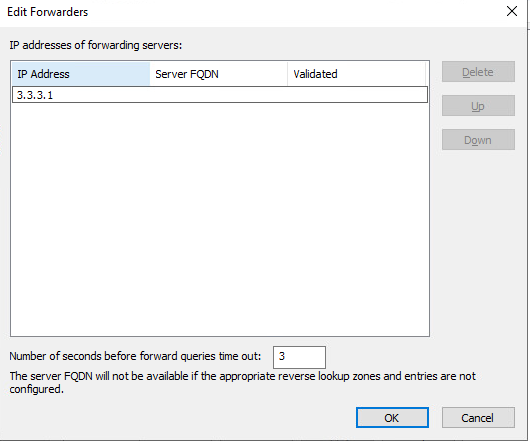 Edit Forwarders
IP addresses of forwarding servers:
IP Address Server FQDN Validated
3.3.3.1
Delete
Up
Down
Number of seconds before forward queries time out: 3
The server FQDN will not be available if the appropriate reverse lookup zones and entries are not
configured.
OK Cancel